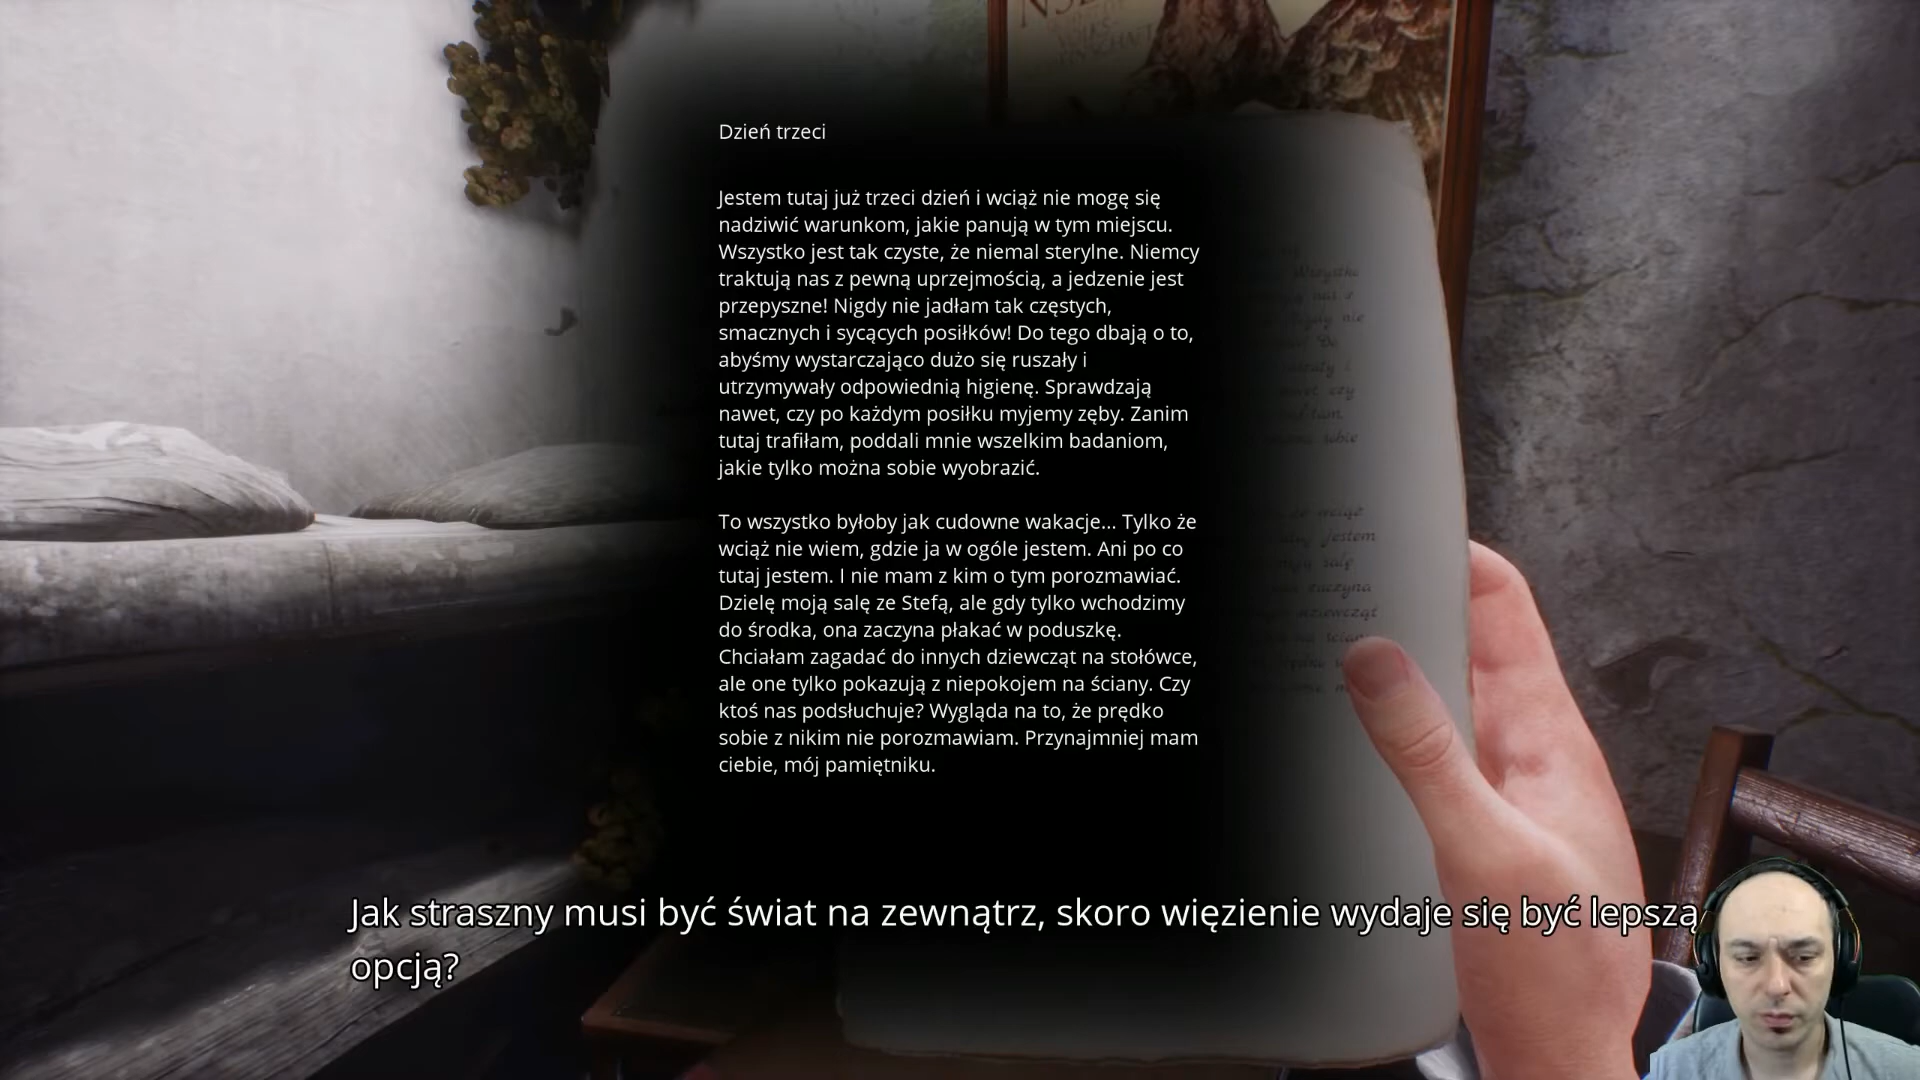 Dzień trzeci
Jestem tutaj już trzeci dzień i wciąż nie mogę się
nadziwić warunkom, jakie panują w tym miejscu.
Wszystko jest tak czyste, że niemal sterylne. Niemcy
traktują nas z pewną uprzejmością, a jedzenie jest
przepyszne! Nigdy nie jadłam tak częstych,
smacznych i sycących posiłków! Do tego dbają o to,
abyśmy wystarczająco dużo się ruszały i
utrzymywały odpowiednią higienę. Sprawdzają
nawet, czy po każdym posiłku myjemy zęby. Zanim
tutaj trafiłam, poddali mnie wszelkim badaniom,
jakie tylko można sobie wyobrazić.
To wszystko byłoby jak cudowne wakacje... Tylko że
wciąż nie wiem, gdzie ja w ogóle jestem. Ani po co
tutaj jestem. I nie mam z kim o tym porozmawiać.
Dzielę moją salę ze Stefą, ale gdy tylko wchodzimy
do środka, ona zaczyna płakać w poduszkę.
Chciałam zagadać do innych dziewcząt na stołówce,
ale one tylko pokazują z niepokojem na ściany. Czy
ktoś nas podsłuchuje? Wygląda na to, że prędko
sobie z nikim nie porozmawiam. Przynajmniej mam
ciebie, mój pamiętniku.
Jak straszny musi być świat na zewnątrz, skoro więzienie wydaje się być lepszą
opcją?